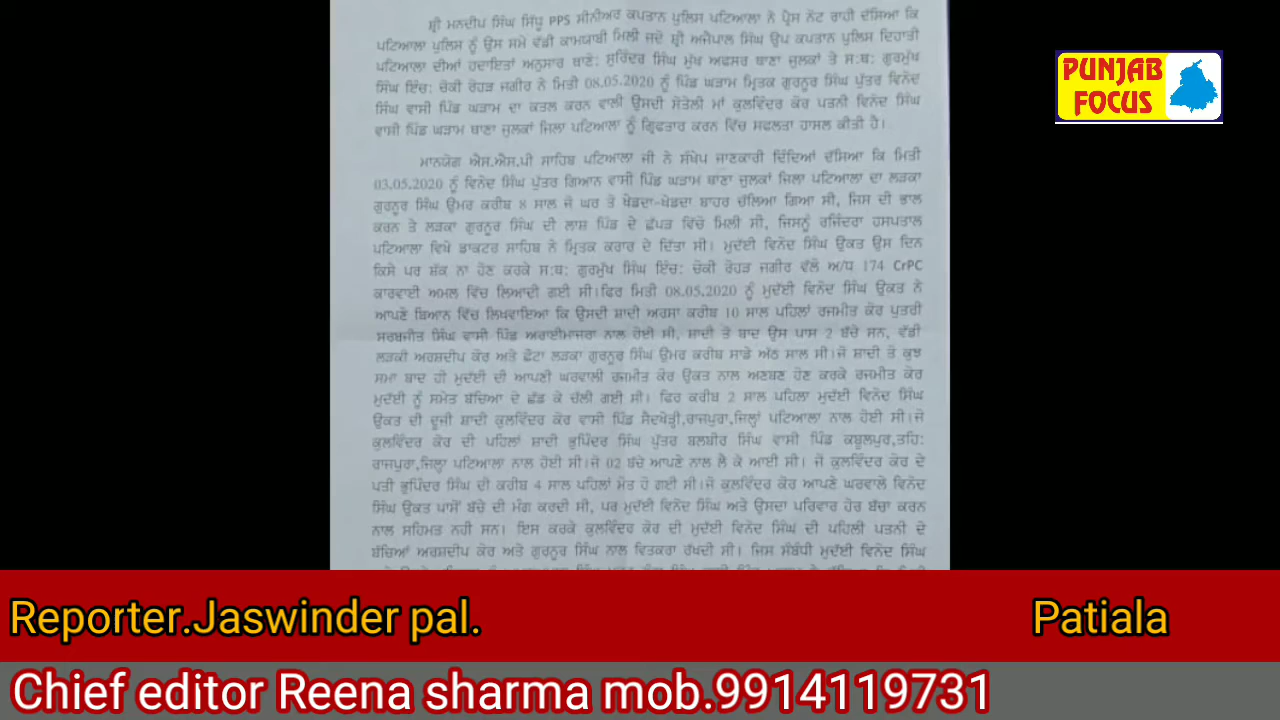 ਸ਼੍ਰੀ ਮਨਦੀਪ ਸਿੰਘ ਸਿੱਧੂ PPS ਸੀਨੀਅਰ ਕਪਤਾਨ ਪੁਲਿਸ ਪਟਿਆਲਾ ਨੇ ਪ੍ਰੈਸ ਨੋਟ ਰਾਹੀ ਦੱਸਿਆ ਕਿ
ਪਟਿਆਲਾ ਪੁਲਿਸ ਨੂੰ ਉਸ ਸਮੇ ਵੱਡੀ ਕਾਮਯਾਬੀ ਮਿਲੀ ਜਦੋ ਸ਼੍ਰੀ ਅਜੈਪਾਲ ਸਿੰਘ ਉਪ ਕਪਤਾਨ ਪੁਲਿਸ ਦਿਹਾਤੀ
ਪਟਿਆਲਾ ਦੀਆਂ ਹਦਾਇਤਾਂ ਅਨੁਸਾਰ ਥਾਣੇ: ਸੁਰਿੰਦਰ ਸਿੰਘ ਮੁੱਖ ਅਫਸਰ ਥਾਣਾ ਜੁਲਕਾਂ ਤੇ ਸ:ਥ: ਗੁਰਮੁੱਖ
ਸਿੰਘ ਇੰਚ: ਚੋਕੀ ਰੋਹੜ ਜਗੀਰ ਨੇ ਮਿਤੀ 08.05.2020 ਨੂੰ ਪਿੰਡ ਘੜਾਮ ਮ੍ਰਿਤਕ ਗੁਰਨੂਰ ਸਿੰਘ ਪੁੱਤਰ ਵਿਨੋਦ
ਸਿੰਘ ਵਾਸੀ ਪਿੰਡ ਘੜਾਮ ਦਾ ਕਤਲ ਕਰਨ ਵਾਲੀ ਉਸਦੀ ਸੋਤੇਲੀ ਮਾਂ ਕੁਲਵਿੰਦਰ ਕੋਰ ਪਤਨੀ ਵਿਨੋਦ ਸਿੰਘ
ਵਾਸੀ ਪਿੰਡ ਘੜਾਮ ਥਾਣਾ ਜੁਲਕਾਂ ਜਿਲਾ ਪਟਿਆਲਾ ਨੂੰ ਗ੍ਰਿਫਤਾਰ ਕਰਨ ਵਿੱਚ ਸਫਲਤਾ ਹਾਸਲ ਕੀਤੀ ਹੈ।
ਮਾਨਯੋਗ ਐਸ.ਐਸ.ਪੀ ਸਾਹਿਬ ਪਟਿਆਲਾ ਜੀ ਨੇ ਸੰਖੇਪ ਜਾਣਕਾਰੀ ਦਿੰਦਿਆਂ ਦੱਸਿਆ ਕਿ ਮਿਤੀ
03.05.2020 ਨੂੰ ਵਿਨੋਦ ਸਿੰਘ ਪੁੱਤਰ ਗਿਆਨ ਵਾਸੀ ਪਿੰਡ ਘੜਾਮ ਥਾਣਾ ਜੁਲਕਾਂ ਜਿਲਾ ਪਟਿਆਲਾ ਦਾ ਲੜਕਾ
ਗੁਰਨੂਰ ਸਿੰਘ ਉਮਰ ਕਰੀਬ 8 ਸਾਲ ਜੋ ਘਰ ਤੋ ਖੇਡਦਾ-ਖੇਡਦਾ ਬਾਹਰ ਚੱਲਿਆ ਗਿਆ ਸੀ, ਜਿਸ ਦੀ ਭਾਲ
ਕਰਨ ਤੇ ਲੜਕਾ ਗੁਰਨੂਰ ਸਿੰਘ ਦੀ ਲਾਸ਼ ਪਿੰਡ ਦੇ ਛੱਪੜ ਵਿੱਚੋ ਮਿਲੀ ਸੀ, ਜਿਸਨੂੰ ਰਜਿੰਦਰਾ ਹਸਪਤਾਲ
ਪਟਿਆਲਾ ਵਿਖੇ ਡਾਕਟਰ ਸਾਹਿਬ ਨੇ ਮ੍ਰਿਤਕ ਕਰਾਰ ਦੇ ਦਿੱਤਾ ਸੀ। ਮੁਦੱਈ ਵਿਨੋਦ ਸਿੰਘ ਉਕਤ ਉਸ ਦਿਨ
ਕਿਸੇ ਪਰ ਸ਼ੱਕ ਨਾ ਹੋਣ ਕਰਕੇ ਸ:ਥ: ਗੁਰਮੁੱਖ ਸਿੰਘ ਇੰਚ: ਚੋਕੀ ਰੋਹੜ ਜਗੀਰ ਵੱਲੋ ਅ/ਧ 174 CrPC
ਕਾਰਵਾਈ ਅਮਲ ਵਿੱਚ ਲਿਆਦੀ ਗਈ ਸੀ।ਫਿਰ ਮਿਤੀ 08.05.2020 ਨੂੰ ਮੁਦੱਈ ਵਿਨੋਦ ਸਿੰਘ ਉਕਤ ਨੇ
ਆਪਣੇ ਬਿਆਨ ਵਿੱਚ ਲਿਖਵਾਇਆ ਕਿ ਉਸਦੀ ਸ਼ਾਦੀ ਅਰਸਾ ਕਰੀਬ 10 ਸਾਲ ਪਹਿਲਾਂ ਰਜਮੀਤ ਕੋਰ ਪੁਤਰੀ
ਸਰਬਜੀਤ ਸਿੰਘ ਵਾਸੀ ਪਿੰਡ ਅਰਾਈਮਾਜਰਾ ਨਾਲ ਹੋਈ ਸੀ, ਸ਼ਾਦੀ ਤੋ ਬਾਦ ਉਸ ਪਾਸ 2 ਬੱਚੇ ਸਨ, ਵੱਡੀ
ਲੜਕੀ ਅਰਸ਼ਦੀਪ ਕੋਰ ਅਤੇ ਛੋਟਾ ਲੜਕਾ ਗੁਰਨੂਰ ਸਿੰਘ ਉਮਰ ਕਰੀਬ ਸਾਡੇ ਅੱਠ ਸਾਲ ਸੀ।ਜੋ ਸ਼ਾਦੀ ਤੋ ਕੁਝ
ਸਮਾ ਬਾਦ ਹੀ ਮੁਦੱਈ ਦੀ ਆਪਣੀ ਘਰਵਾਲੀ ਰਜਮੀਤ ਕੋਰ ਉਕਤ ਨਾਲ ਅਣਬਣ ਹੋਣ ਕਰਕੇ ਰਜਮੀਤ ਕੋਰ
ਮੁਦੱਈ ਨੂੰ ਸਮੇਤ ਬੱਚਿਆ ਦੇ ਛੱਡ ਕੇ ਚੱਲੀ ਗਈ ਸੀ। ਫਿਰ ਕਰੀਬ 2 ਸਾਲ ਪਹਿਲਾ ਮੁਦੱਈ ਵਿਨੋਦ ਸਿੰਘ
ਉਕਤ ਦੀ ਦੂਜੀ ਸ਼ਾਦੀ ਕੁਲਵਿੰਦਰ ਕੋਰ ਵਾਸੀ ਪਿੰਡ ਸੈਦਖੇੜੀ,ਰਾਜਪੁਰਾ,ਜਿਲ੍ਹਾਂ ਪਟਿਆਲਾ ਨਾਲ ਹੋਈ ਸੀ।ਜੋ
ਕੁਲਵਿੰਦਰ ਕੋਰ ਦੀ ਪਹਿਲਾਂ ਸ਼ਾਦੀ ਭੁਪਿੰਦਰ ਸਿੰਘ ਪੁੱਤਰ ਬਲਬੀਰ ਸਿੰਘ ਵਾਸੀ ਪਿੰਡ ਕਬੂਲਪੁਰ,ਤਹਿ:
ਰਾਜਪੁਰਾ,ਜਿਲ੍ਹਾ ਪਟਿਆਲਾ ਨਾਲ ਹੋਈ ਸੀ।ਜੋ 02 ਬੱਚੇ ਆਪਣੇ ਨਾਲ ਲੈ ਕੇ ਆਈ ਸੀ। ਜੋ ਕੁਲਵਿੰਦਰ ਕੋਰ ਦੇ
ਪਤੀ ਭੁਪਿੰਦਰ ਸਿੰਘ ਦੀ ਕਰੀਬ 4 ਸਾਲ ਪਹਿਲਾਂ ਮੋਤ ਹੋ ਗਈ ਸੀ।ਜੋ ਕੁਲਵਿੰਦਰ ਕੋਰ ਆਪਣੇ ਘਰਵਾਲੇ ਵਿਨੋਦ
ਸਿੰਘ ਉਕਤ ਪਾਸੋਂ ਬੱਚੇ ਦੀ ਮੰਗ ਕਰਦੀ ਸੀ, ਪਰ ਮੁਦੱਈ ਵਿਨੋਦ ਸਿੰਘ ਅਤੇ ਉਸਦਾ ਪਰਿਵਾਰ ਹੋਰ ਬੱਚਾ ਕਰਨ
ਨਾਲ ਸਹਿਮਤ ਨਹੀ ਸਨ। ਇਸ ਕਰਕੇ ਕੁਲਵਿੰਦਰ ਕੋਰ ਦੀ ਮੁਦੱਈ ਵਿਨੋਦ ਸਿੰਘ ਦੀ ਪਹਿਲੀ ਪਤਨੀ ਦੇ
ਬੱਚਿਆਂ ਅਰਸ਼ਦੀਪ ਕੋਰ ਅਤੇ ਗੁਰਨੂਰ ਸਿੰਘ ਨਾਲ ਵਿਤਕਰਾ ਰੱਖਦੀ ਸੀ। ਜਿਸ ਸੰਬੰਧੀ ਮੁਦੱਈ ਵਿਨੋਦ ਸਿੰਘ
PUNJAB
FOCUS
Reporter.Jaswinder pal.
Patiala
Chief editor Reena sharma mob.9914119731